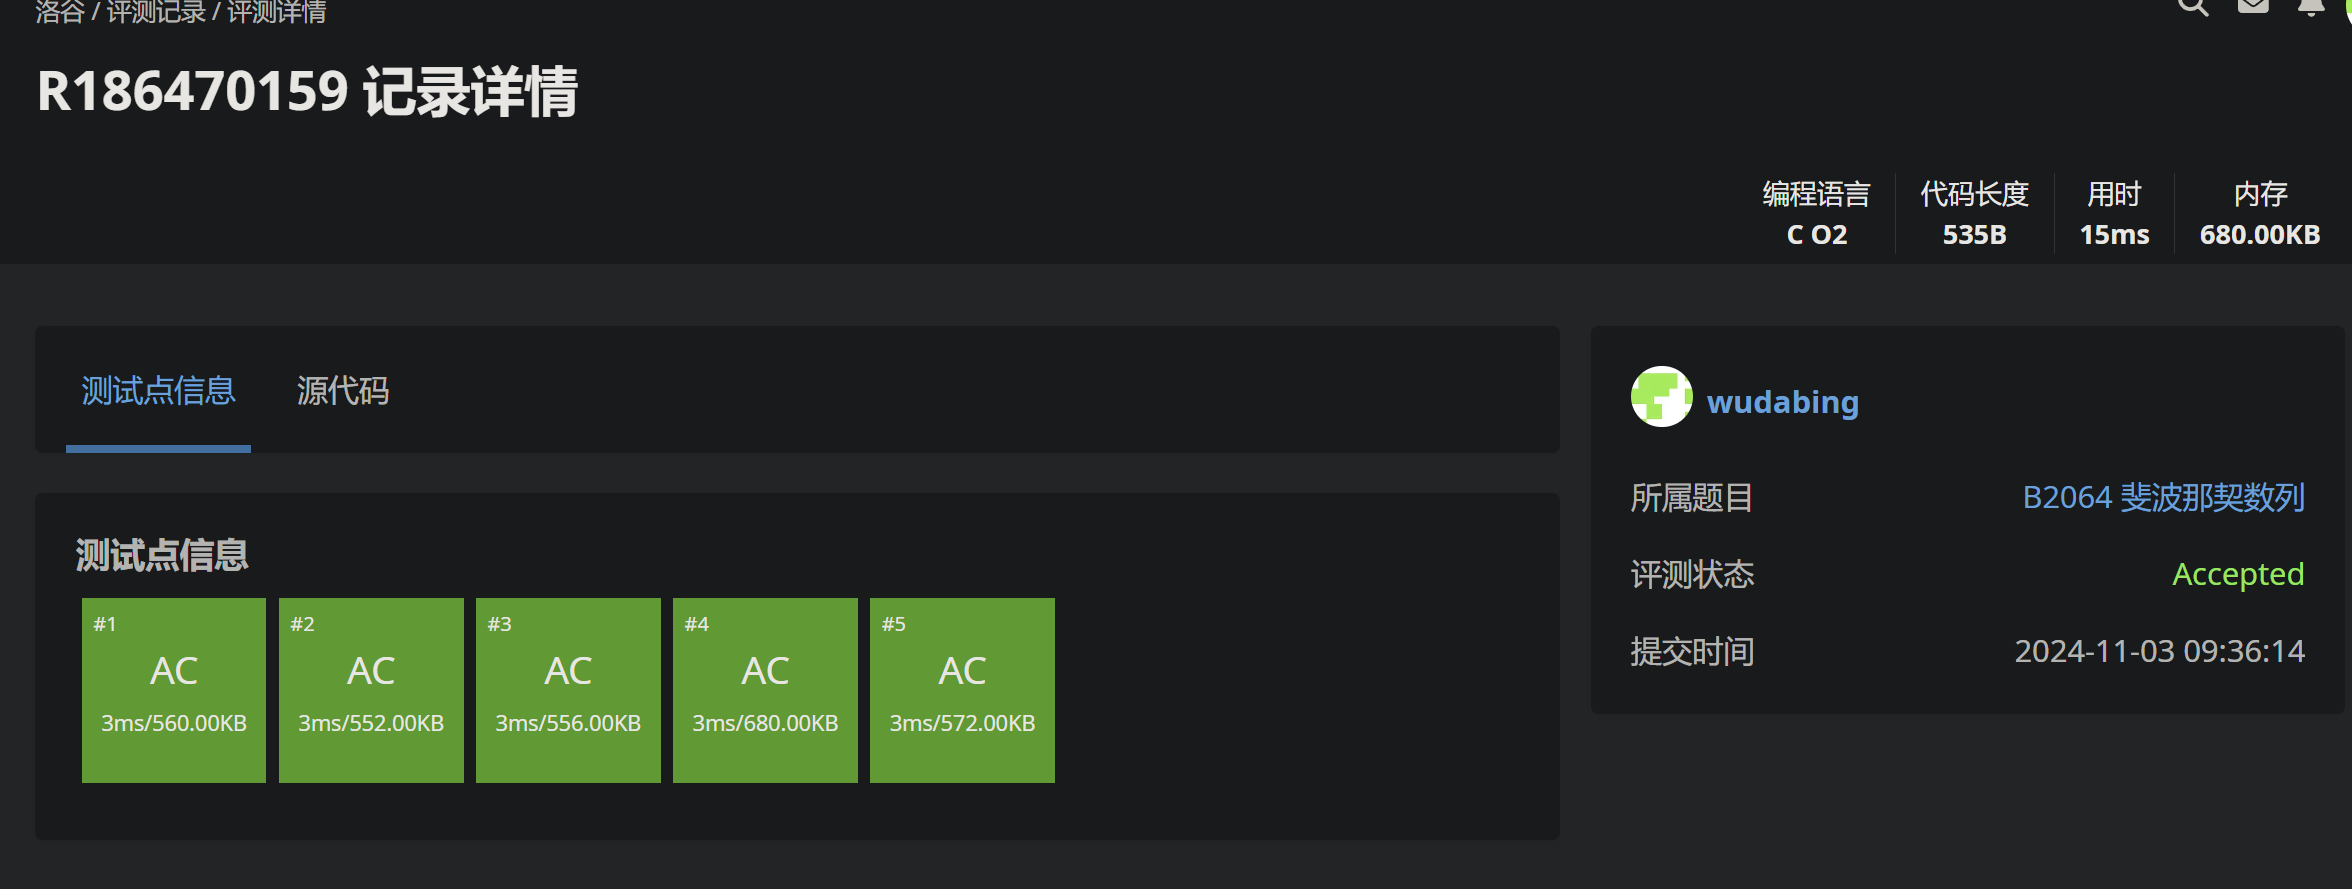 洛谷 / 评测记录 / 评测详情
R186470159 记录详情
编程语言 代码长度 用时 内存
C O2 535B 15ms 680.00KB
测试点信息 源代码
wudabing
所属题目 B2064 斐波那契数列
评测状态 Accepted
提交时间 2024-11-03 09:36:14
测试点信息
#1 #2 #3 #4 #5
AC AC AC AC AC
3ms/560.00KB 3ms/552.00KB 3ms/556.00KB 3ms/680.00KB 3ms/572.00KB